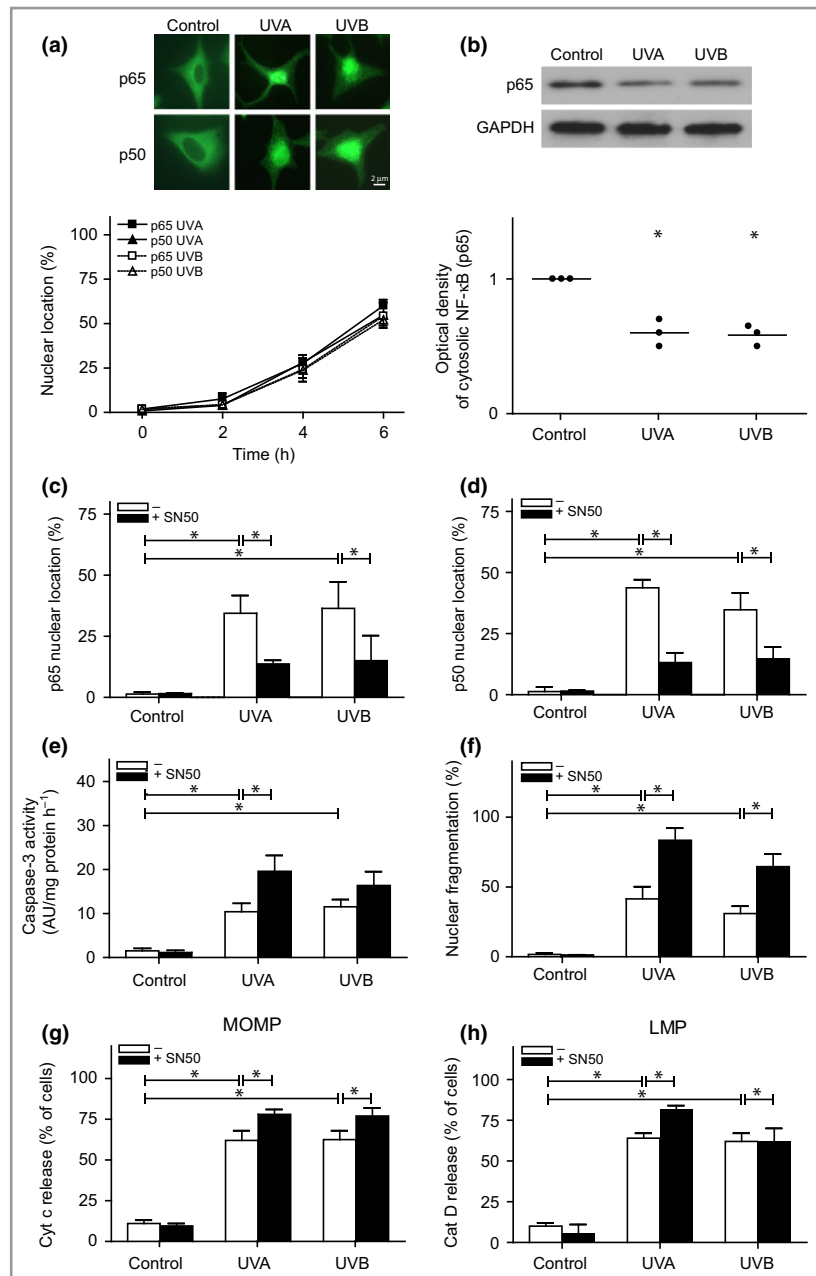 (a)
Control UVA UVB
p65
p50
2 µm
p65 UVA
p50 UVA
p65 UVB
p50 UVB
Nuclear location (%)
100
75
50
25
0
0 2 4 6
Time (h)
(b)
Control UVA UVB
p65
GAPDH
Optical density
of cytosolic NF-κB (p65)
1
0
* *
Control UVA UVB
(c)
–
+ SN50
p65 nuclear location (%)
75
50
25
0
* *
* *
Control UVA UVB
(d)
–
+ SN50
p50 nuclear location (%)
75
50
25
0
* *
* *
Control UVA UVB
(e)
–
+ SN50
Caspase-3 activity
(AU/mg protein h⁻¹)
40
30
20
10
0
* *
*
Control UVA UVB
(f)
–
+ SN50
Nuclear fragmentation (%)
100
50
0
* *
* *
Control UVA UVB
(g)
MOMP
–
+ SN50
Cyt c release (% of cells)
100
75
50
25
0
* *
* *
Control UVA UVB
(h)
LMP
–
+ SN50
Cat D release (% of cells)
100
75
50
25
0
* *
* *
Control UVA UVB